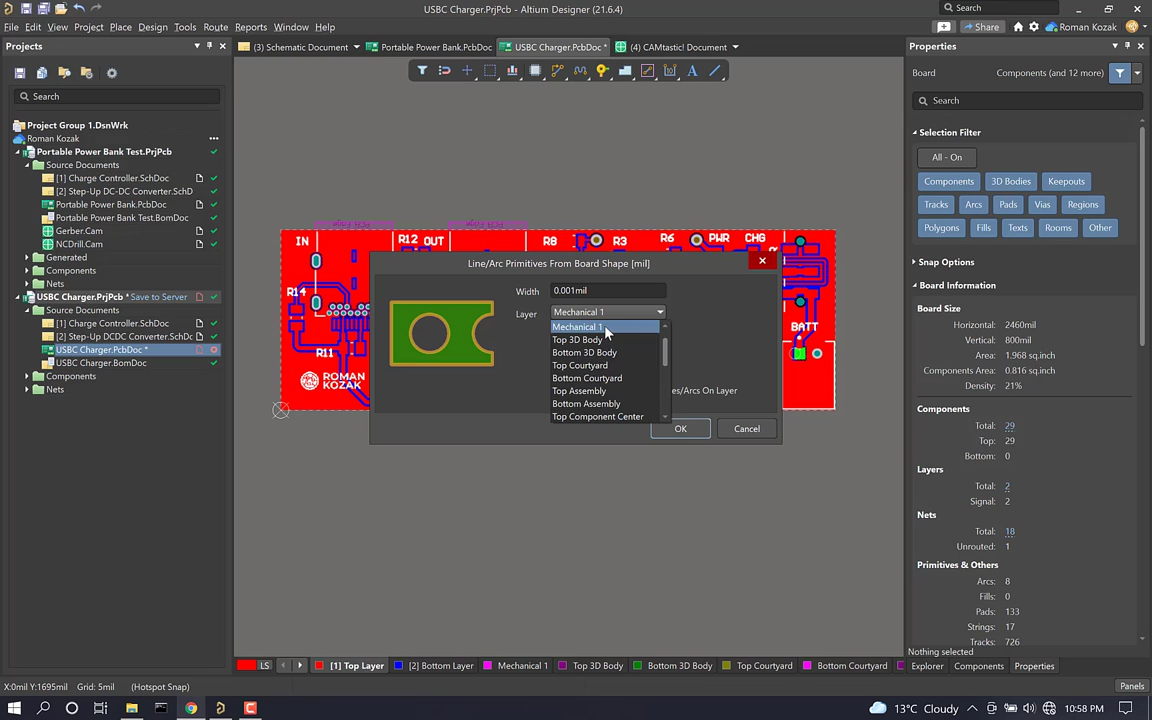 USBC Charger.PrjPcb - Altium Designer (21.6.4)
Search
File Edit View Project Place Design Tools Route Reports Window Help
Share
Roman Kozak
Projects
(3) Schematic Document
Portable Power Bank.PcbDoc
USBC Charger.PcbDoc *
(4) CAMtastic! Document
Properties
Board
Components (and 12 more)
Search
Search
Project Group 1.DsnWrk
Roman Kozak
Portable Power Bank Test.PrjPcb
Source Documents
[1] Charge Controller.SchDoc
[2] Step-Up DC-DC Converter.SchD
Portable Power Bank.PcbDoc
Portable Power Bank Test.BomDoc
Gerber.Cam
NCDrill.Cam
Generated
Components
Nets
USBC Charger.PrjPcb * Save to Server
Source Documents
[1] Charge Controller.SchDoc
[2] Step-Up DC-DC Converter.SchDc
USBC Charger.PcbDoc *
USBC Charger.BomDoc
Components
Nets
IN
R12 OUT
R8
R3
R6
PWR
CHG
R14
R11
BATT
ROMAN
KOZAK
Line/Arc Primitives From Board Shape [mil]
Width
0.001mil
Layer
Mechanical 1
Mechanical 1
Top 3D Body
Bottom 3D Body
Top Courtyard
Bottom Courtyard
Top Assembly
Bottom Assembly
Top Component Center
es/Arcs On Layer
OK
Cancel
Selection Filter
All - On
Components
3D Bodies
Keepouts
Tracks
Arcs
Pads
Vias
Regions
Polygons
Fills
Texts
Rooms
Other
Snap Options
Board Information
Board Size
Horizontal: 2460mil
Vertical: 800mil
Area: 1.968 sq.inch
Components Area: 0.816 sq.inch
Density: 21%
Components
Total: 29
Top: 29
Bottom: 0
Layers
Total: 2
Signal: 2
Nets
Total: 18
Unrouted: 1
Primitives & Others
Arcs: 8
Fills: 0
Pads: 133
Strings: 17
Tracks: 726
Nothing selected
LS
[1] Top Layer
[2] Bottom Layer
Mechanical 1
Top 3D Body
Bottom 3D Body
Top Courtyard
Bottom Courtyard
Explorer
Components
Properties
X:0mil Y:1695mil Grid: 5mil (Hotspot Snap)
Panels
13°C Cloudy
10:58 PM